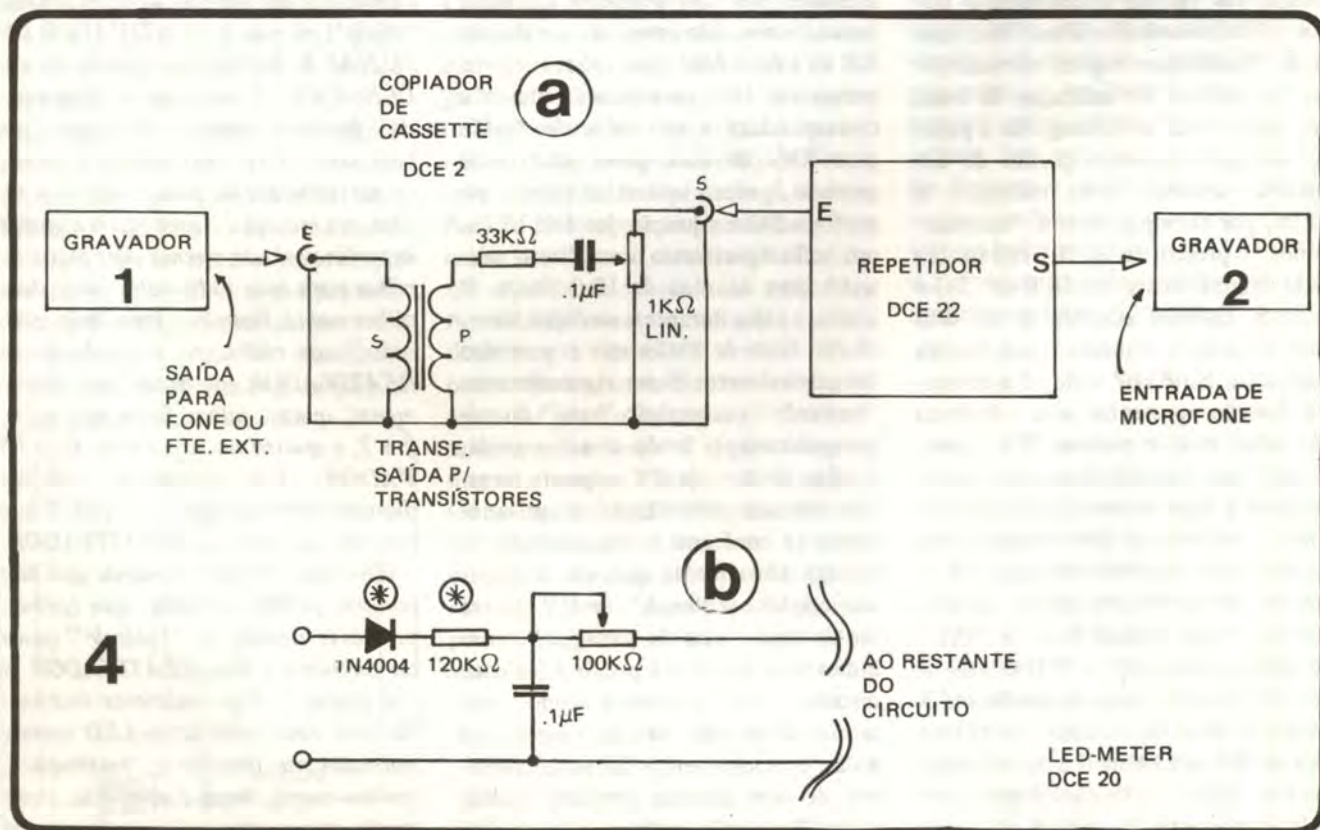 COPIADOR
DE
CASSETTE
DCE 2
a
GRAVADOR
1
E
SAÍDA
PARA
FONE OU
FTE. EXT.
S
P
TRANSF.
SAÍDA P/
TRANSÍSTORES
33KΩ
.1µF
1KΩ
LIN.
S
E
REPETIDOR
DCE 22
S
GRAVADOR
2
ENTRADA DE
MICROFONE
4
b
*
*
1N4004
120KΩ
100KΩ
.1µF
AO RESTANTE
DO
CIRCUITO
LED-METER
DCE 20